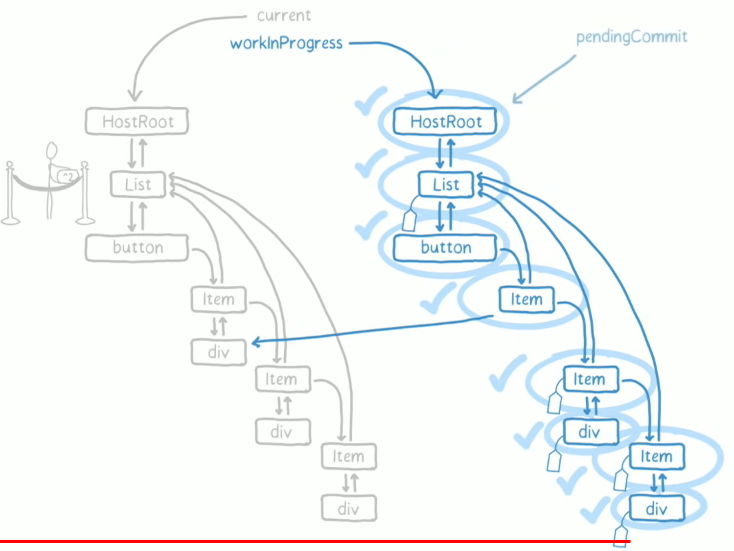 current
workInProgress
pendingCommit
HostRoot
HostRoot
List
List
^2
button
button
Item
Item
div
Item
Item
div
div
Item
Item
div
div